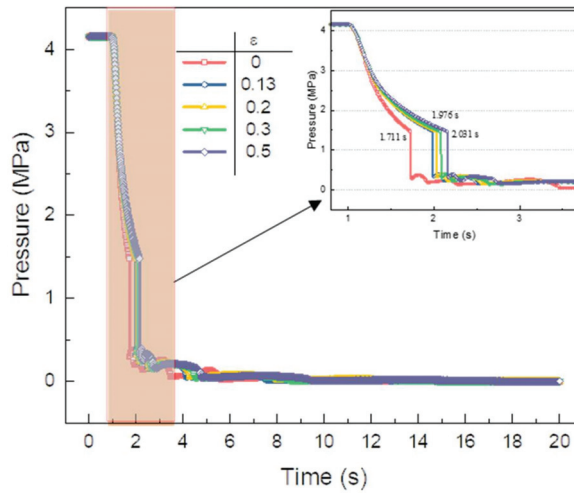 ε
0
0.13
0.2
0.3
0.5
Pressure (MPa)
4
3
2
1
0
0 2 4 6 8 10 12 14 16 18 20
Time (s)
Pressure (MPa)
4
3
2
1
0
1.711 s
1.976 s
2.031 s
1 2 3
Time (s)